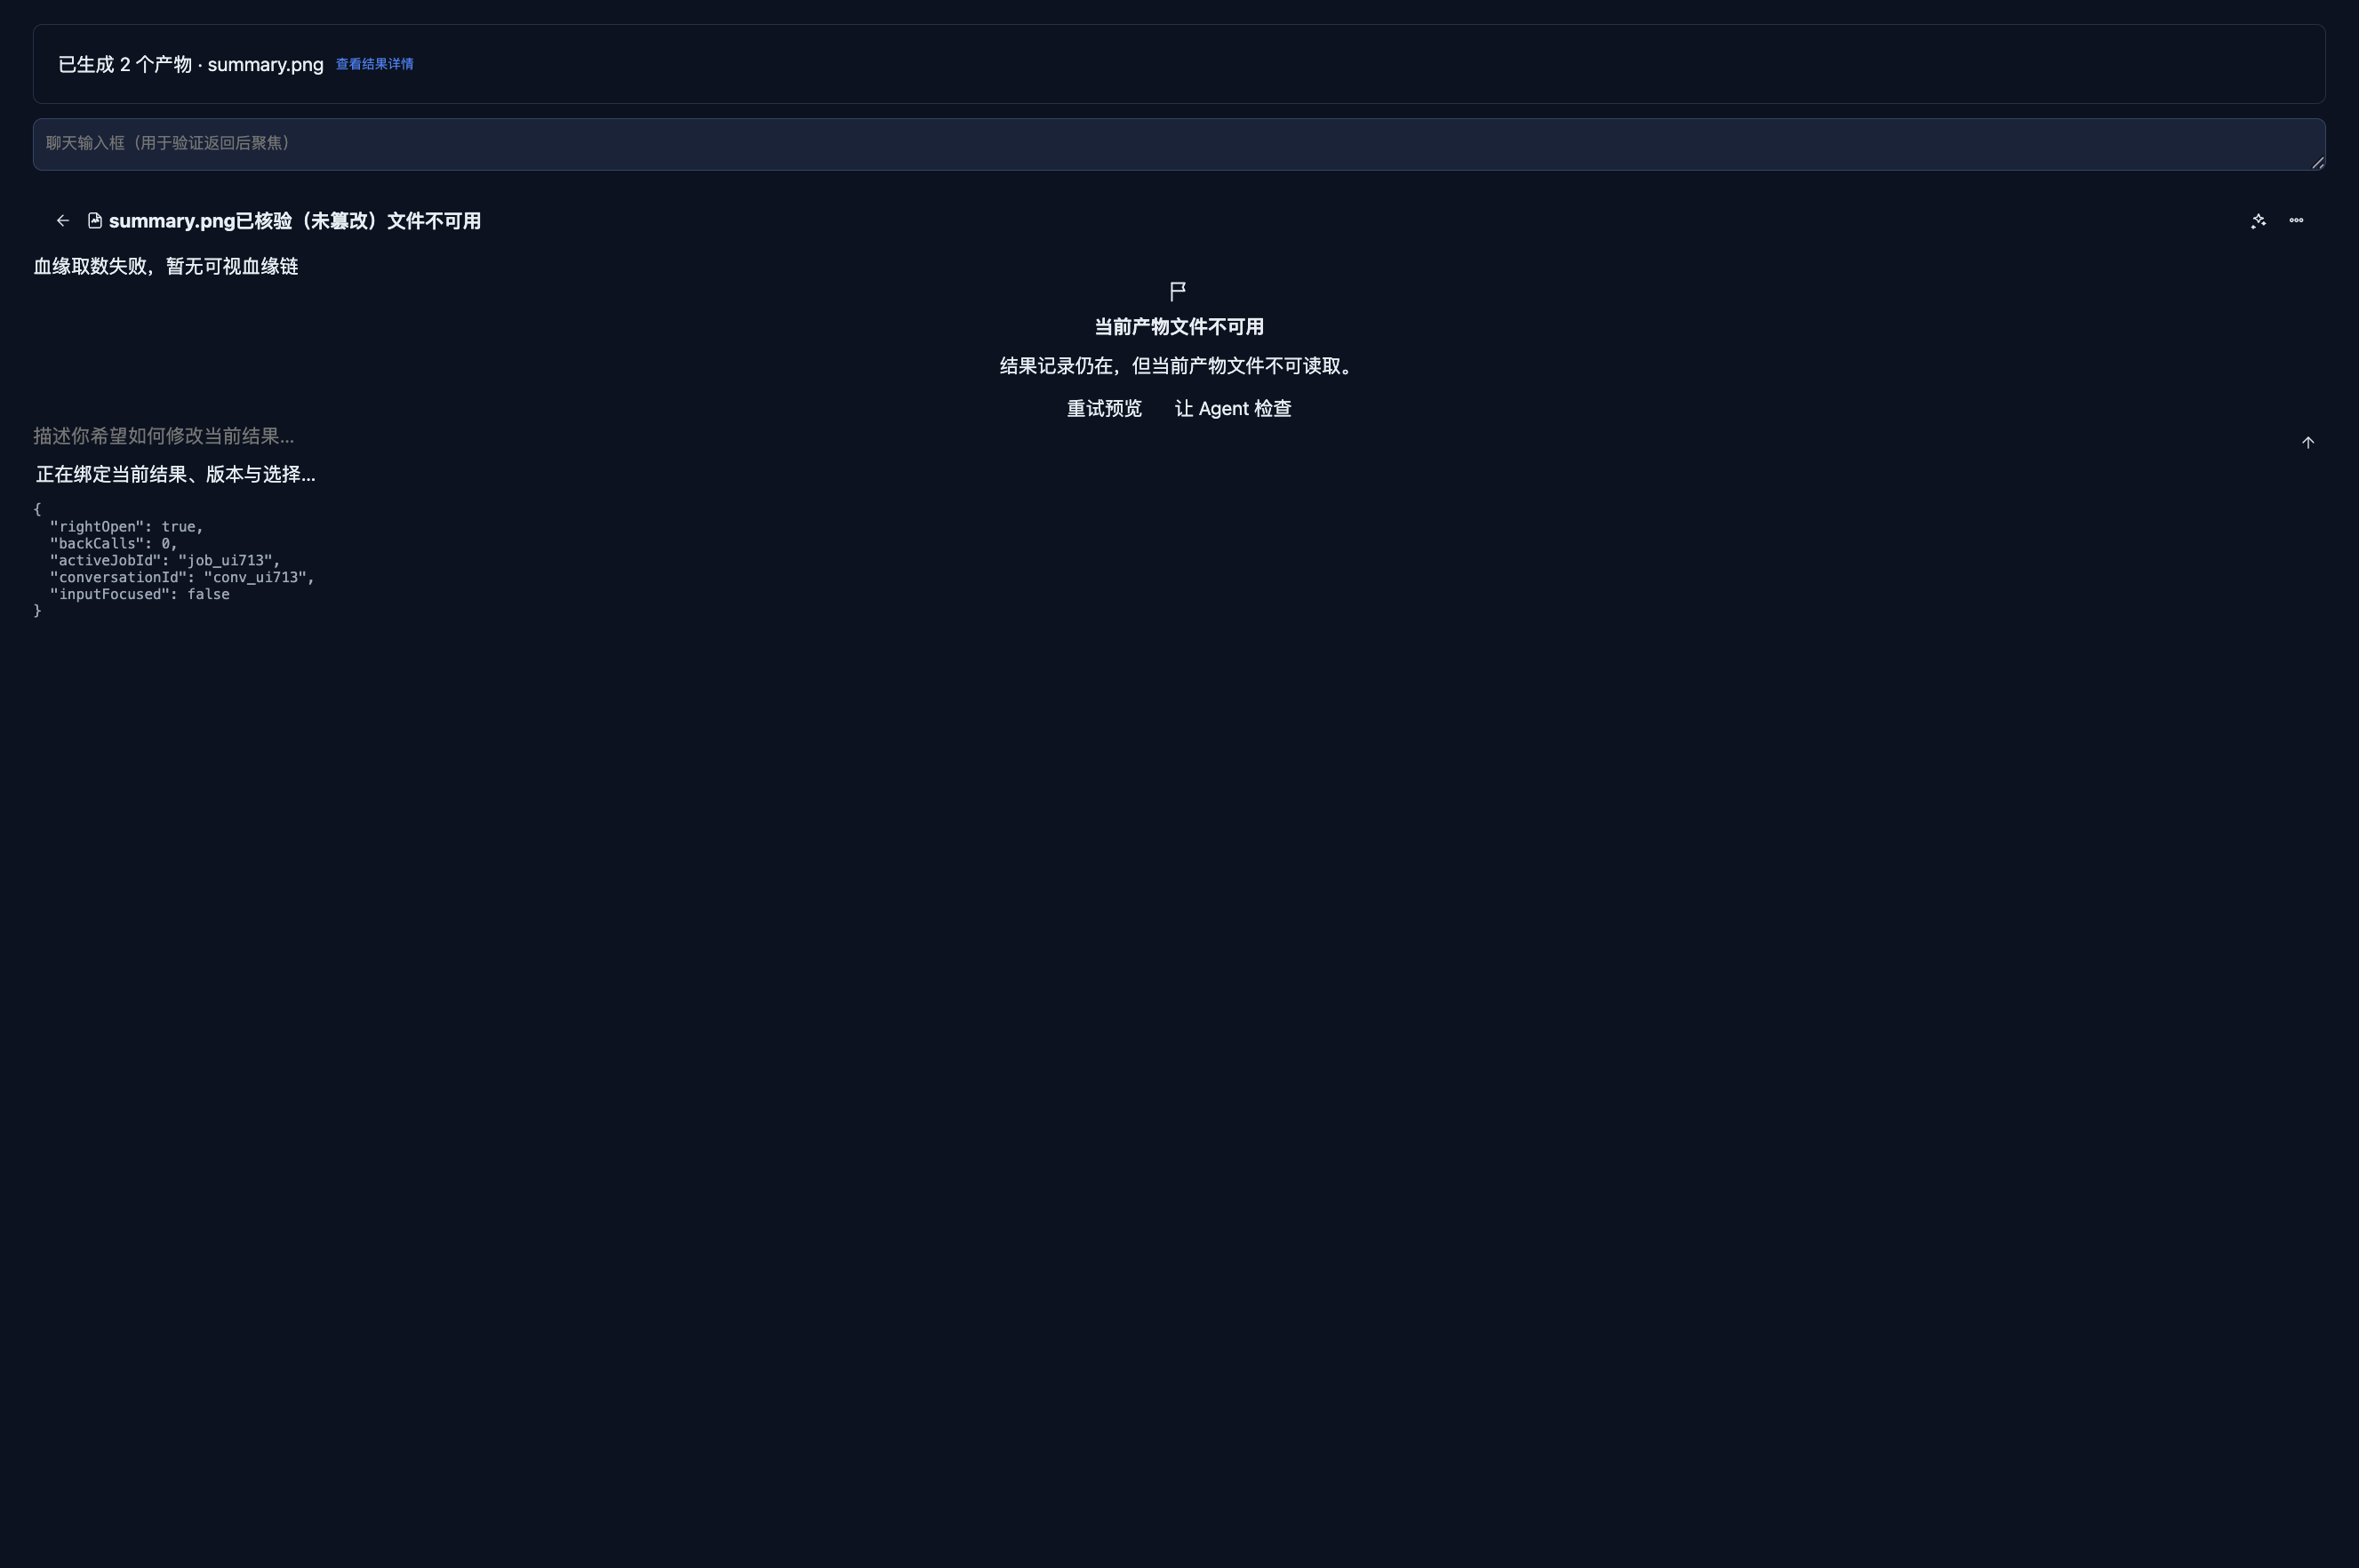 已生成 2 个产物 · summary.png 查看结果详情
聊天输入框（用于验证返回后聚焦）
summary.png已核验（未篡改）文件不可用
血缘取数失败，暂无可视血缘链
当前产物文件不可用
结果记录仍在，但当前产物文件不可读取。
重试预览 让 Agent 检查
描述你希望如何修改当前结果...
正在绑定当前结果、版本与选择...
{
  "rightOpen": true,
  "backCalls": 0,
  "activeJobId": "job_ui713",
  "conversationId": "conv_ui713",
  "inputFocused": false
}